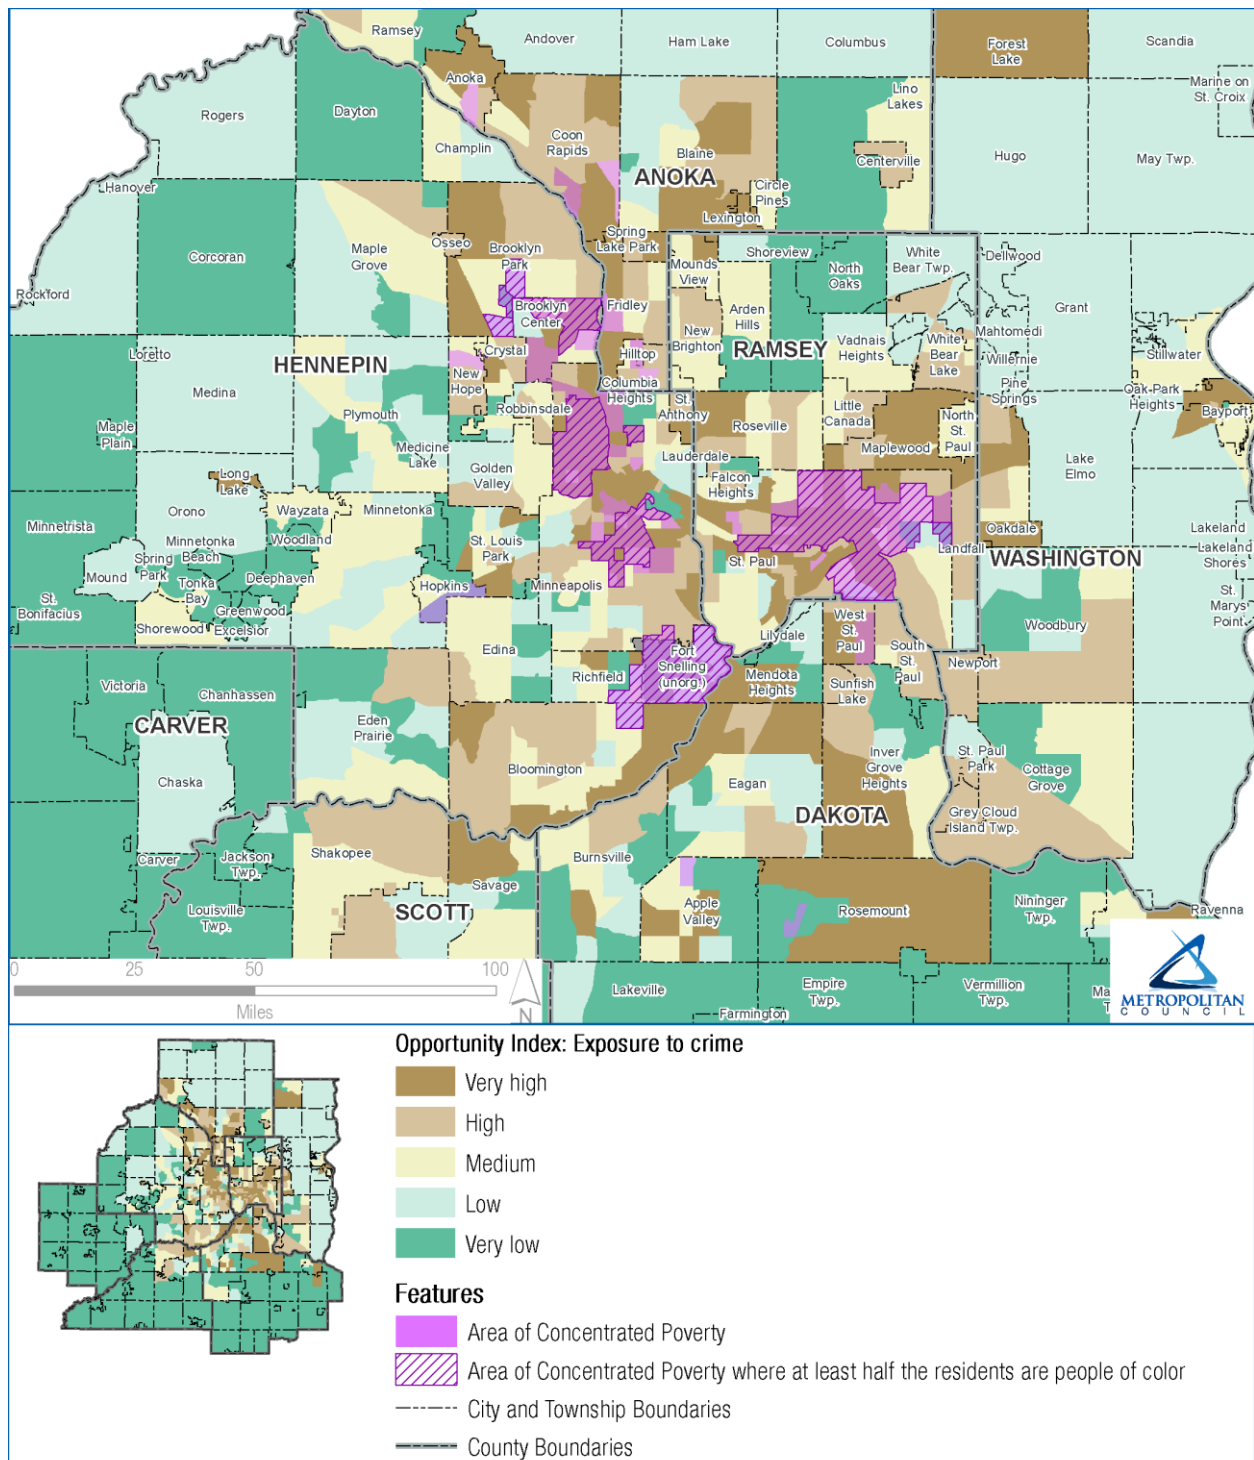 Ramsey
Andover
Ham Lake
Columbus
Forest
Lake
Scandia
Anoka
Lino
Lakes
Marine on
St. Croix
Rogers
Dayton
Champlin
Coon
Rapids
Blaine
Centerville
Hugo
May Twp.
ANOKA
Hanover
Circle
Pines
Lexington
Corcoran
Maple
Grove
Osseo
Brooklyn
Park
Spring
Lake Park
Mounds
View
Shoreview
North
Oaks
White
Bear Twp.
Dellwood
Rockford
Brooklyn
Center
Fridley
Arden
Hills
Grant
New
Brighton
RAMSEY
Vadnais
Heights
White
Bear
Lake
Mahtomedi
Willernie
Stillwater
Loretto
HENNEPIN
Crystal
Hilltop
New
Hope
Columbia
Heights
Pine
Springs
Oak Park
Heights
Medina
Plymouth
Robbinsdale
St.
Anthony
Roseville
Little
Canada
North
St.
Paul
Bayport
Maple
Plain
Medicine
Lake
Maplewood
Lake
Elmo
Golden
Valley
Lauderdale
Falcon
Heights
Long
Lake
Orono
Wayzata
Minnetonka
Minnetrista
Woodland
St. Louis
Park
Oakdale
Lakeland
Minnetonka
Beach
Landfall
Lakeland
Shores
WASHINGTON
Spring
Park
Mound
Tonka
Bay
Deephaven
Hopkins
Minneapolis
St. Paul
St.
Bonifacius
Greenwood
Shorewood
Excelsior
St.
Marys
Point
Lilydale
West
St.
Paul
Woodbury
Edina
Richfield
Fort
Snelling
(unorg.)
Mendota
Heights
Sunfish
Lake
South
St.
Paul
Newport
Victoria
Chanhassen
CARVER
Eden
Prairie
Chaska
Bloomington
Eagan
Inver
Grove
Heights
St. Paul
Park
Cottage
Grove
DAKOTA
Grey Cloud
Island Twp.
Carver
Jackson
Twp.
Shakopee
Burnsville
Savage
Louisville
Twp.
SCOTT
Apple
Valley
Rosemount
Nininger
Twp.
Ravenna
Lakeville
Empire
Twp.
Vermillion
Twp.
Farmington
0 25 50 100
Miles
N
METROPOLITAN
COUNCIL
Opportunity Index: Exposure to crime
Very high
High
Medium
Low
Very low
Features
Area of Concentrated Poverty
Area of Concentrated Poverty where at least half the residents are people of color
City and Township Boundaries
County Boundaries